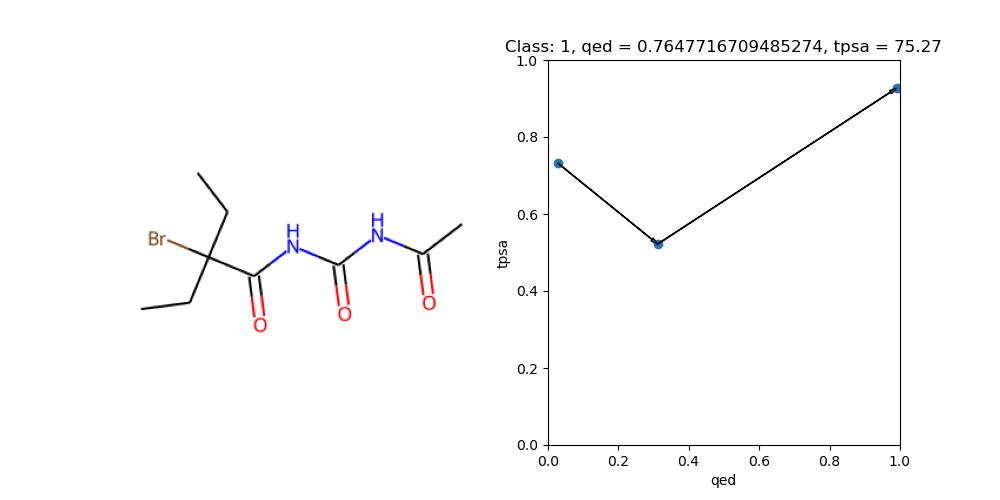 Class: 1, qed = 0.7647716709485274, tpsa = 75.27
Br
H
N
H
N
O
O
O
1.0
0.8
0.6
0.4
0.2
0.0
tpsa
0.0 0.2 0.4 0.6 0.8 1.0
qed